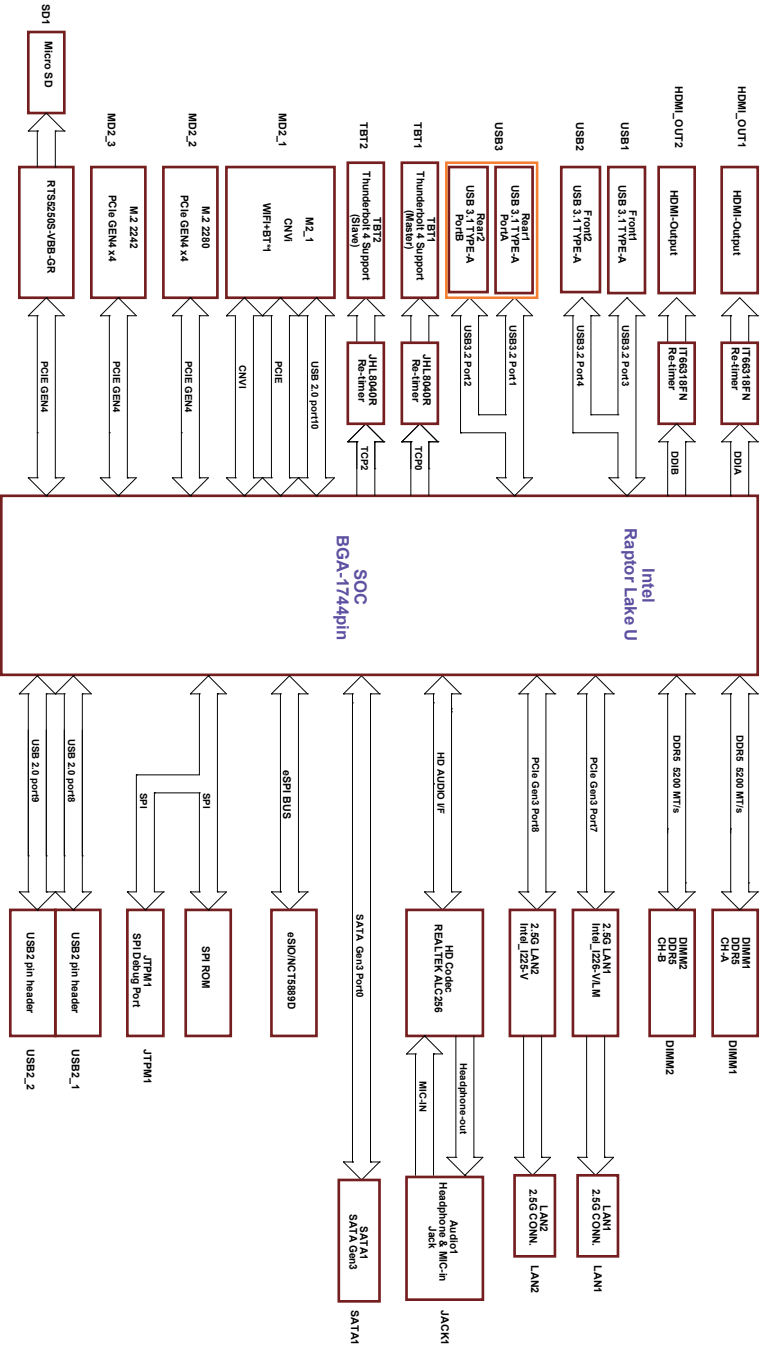 SD1
Micro SD
RTS5250S-VBB-GR
PCIE GEN4
MD2_3
M.2 2242
PCIe GEN4 x4
PCIE GEN4
MD2_2
M.2 2280
PCIe GEN4 x4
PCIE GEN4
MD2_1
M2_1
CNVi
WIFI+BT*1
USB 2.0 port10
PCIE
CNVI
TBT2
TBT2
Thunderbolt 4 Support
(Slave)
JHL8040R
Re-timer
TCP2
TBT1
TBT1
Thunderbolt 4 Support
(Master)
JHL8040R
Re-timer
TCP0
USB3
Rear1
USB 3.1 TYPE-A
PortA
Rear2
USB 3.1 TYPE-A
PortB
USB3.2 Port1
USB3.2 Port2
USB2
Front2
USB 3.1 TYPE-A
USB3.2 Port4
USB1
Front1
USB 3.1 TYPE-A
USB3.2 Port3
HDMI_OUT2
HDMI-Output
IT66318FN
Re-timer
DDIB
HDMI_OUT1
HDMI-Output
IT66318FN
Re-timer
DDIA
Intel
Raptor Lake U
SOC
BGA-1744pin
DDR5 5200 MT/s
DIMM1
DDR5
CH-A
DIMM1
DDR5 5200 MT/s
DIMM2
DDR5
CH-B
DIMM2
PCIe Gen3 Port7
2.5G LAN1
Intel_I226-V/LM
LAN1
2.5G CONN.
LAN1
PCIe Gen3 Port8
2.5G LAN2
Intel_I225-V
LAN2
2.5G CONN.
LAN2
HD AUDIO I/F
HD Codec
REALTEK ALC256
Headphone-out
MIC-IN
Audio1
Headphone & MIC-in
Jack
JACK1
SATA Gen3 Port0
SATA1
SATA Gen3
SATA1
eSPI BUS
eSIO/NCT5889D
SPI
SPI ROM
SPI
JTPM1
SPI Debug Port
JTPM1
USB 2.0 port8
USB2 pin header
USB2_1
USB 2.0 port9
USB2 pin header
USB2_2